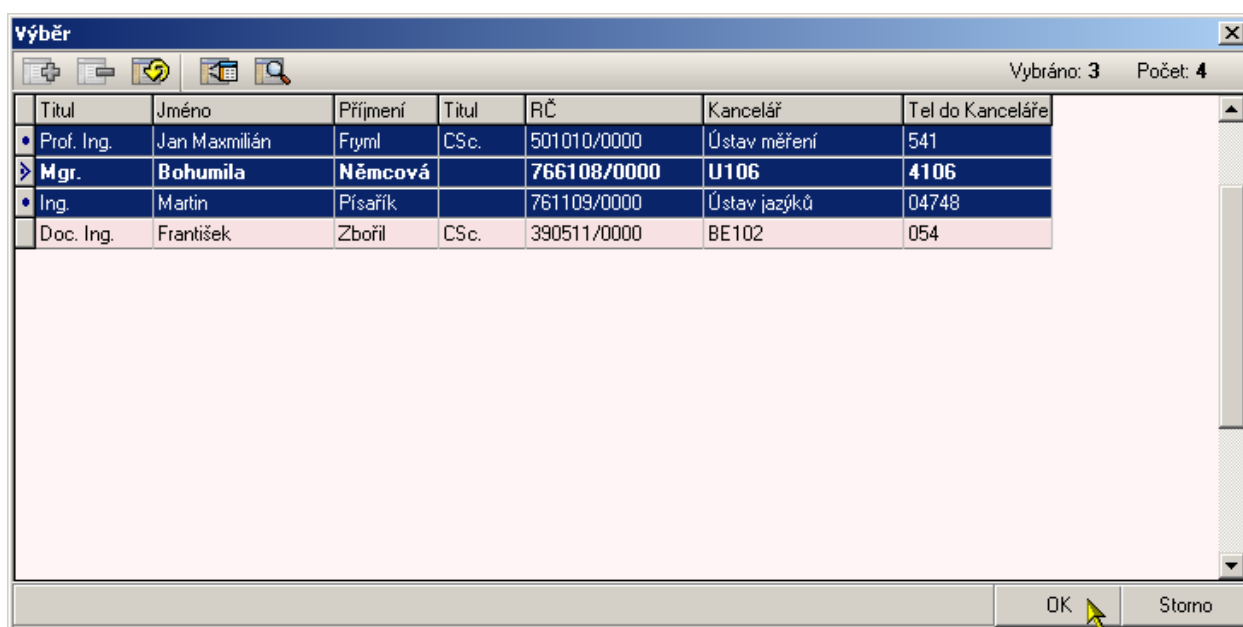 Výběr
Vybráno: 3 Počet: 4
Titul Jméno Příjmení Titul RČ Kancelář Tel do Kanceláře
Prof. Ing. Jan Maxmilián Fryml CSc. 501010/0000 Ústav měření 541
Mgr. Bohumila Němcová 766108/0000 U106 4106
Ing. Martin Písařík 761109/0000 Ústav jazýků 04748
Doc. Ing. František Zbořil CSc. 390511/0000 BE102 054
OK Storno